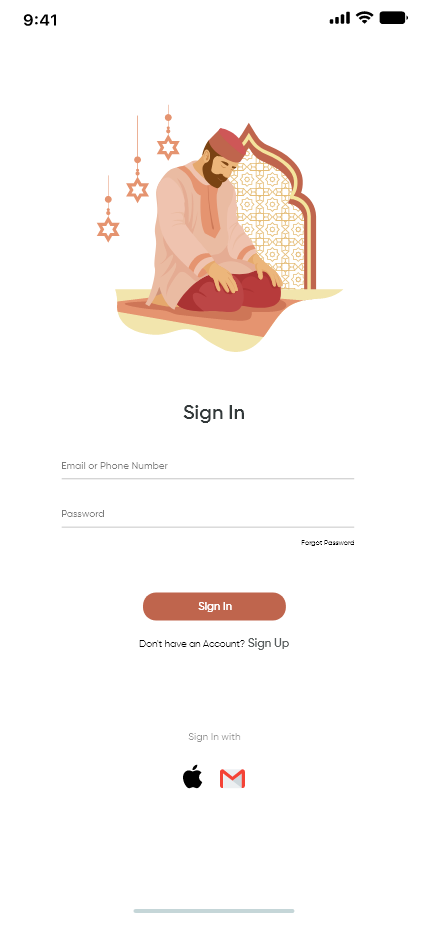 9:41
Sign In
Email or Phone Number
Password
Forgot Password
Sign In
Don't have an Account? Sign Up
Sign In with